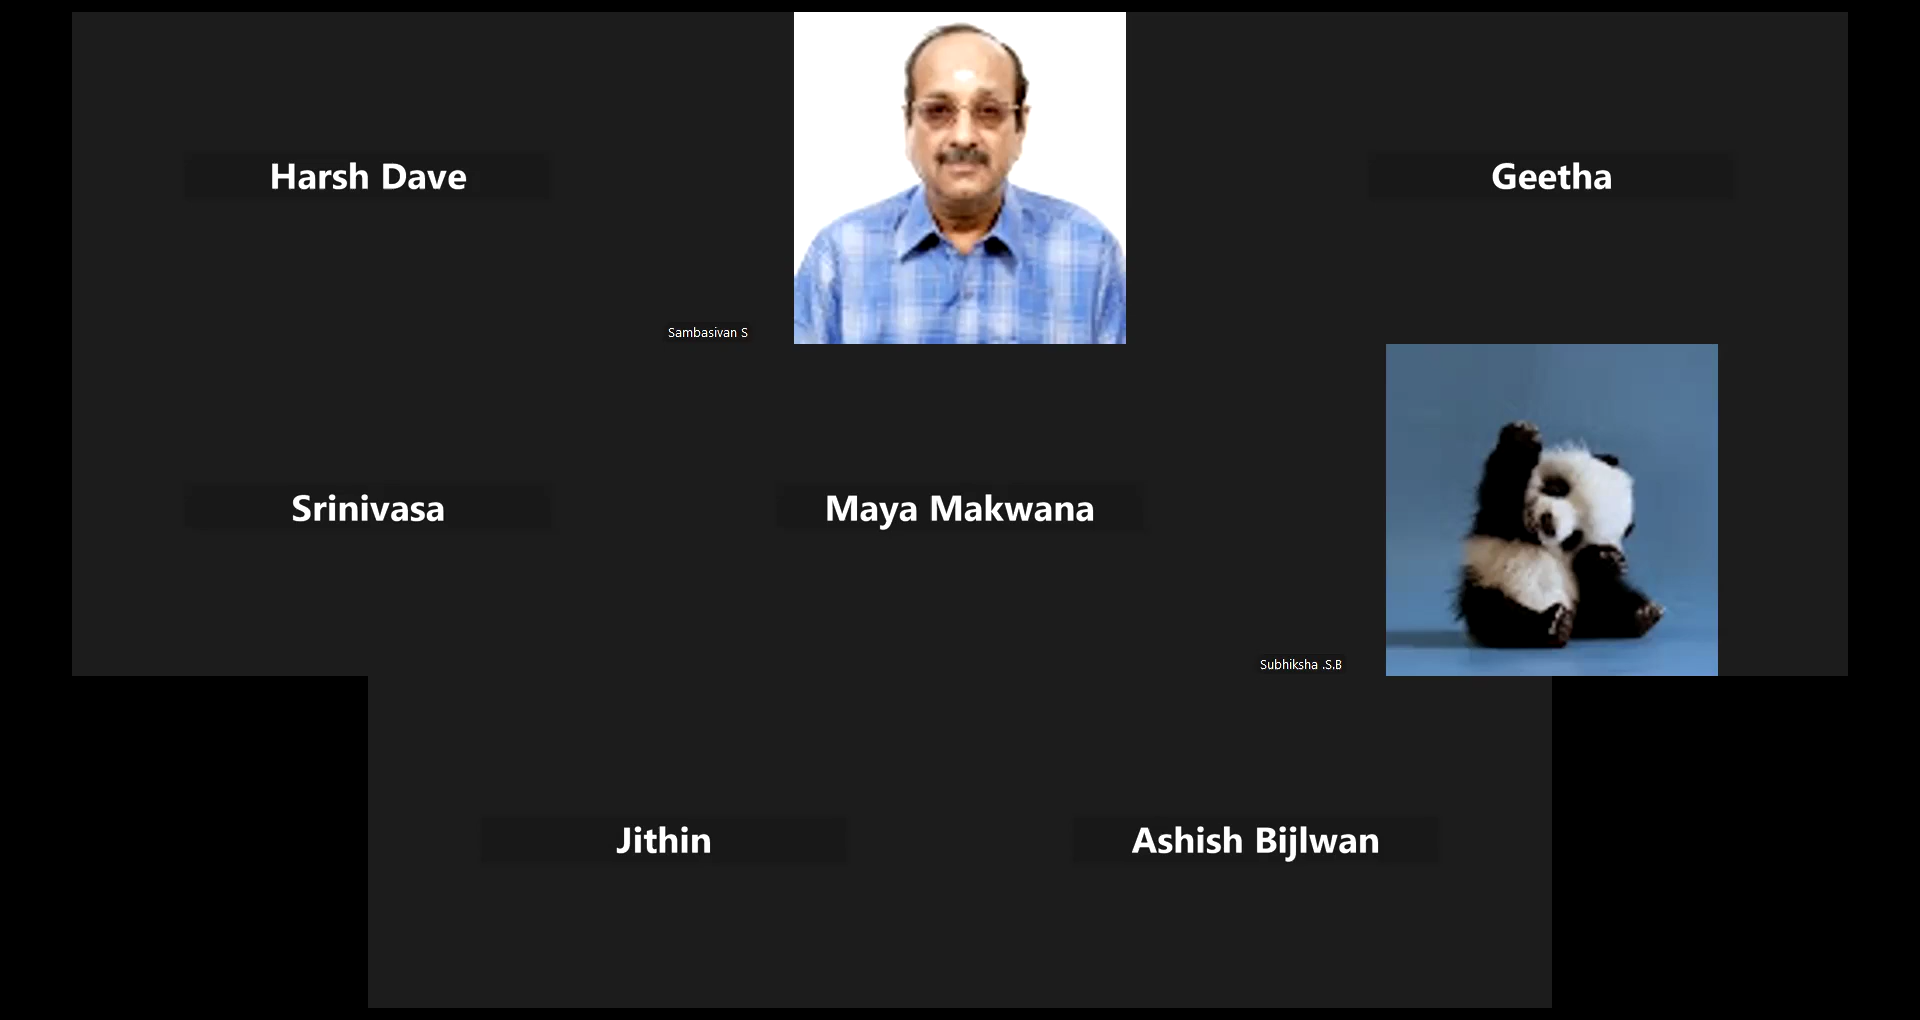 Harsh Dave
Sambasivan S
Geetha
Srinivasa
Maya Makwana
Subhiksha .S.B
Jithin
Ashish Bijlwan